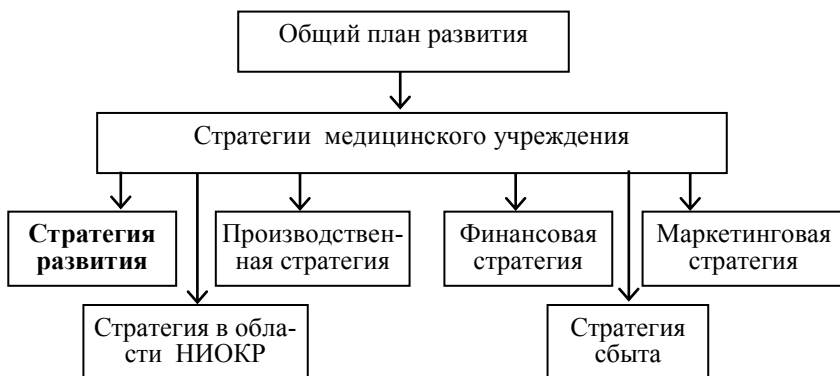 Общий план развития
Стратегии медицинского учреждения
Стратегия
развития
Производствен-
ная стратегия
Финансовая
стратегия
Маркетинговая
стратегия
Стратегия в обла-
сти НИОКР
Стратегия
сбыта